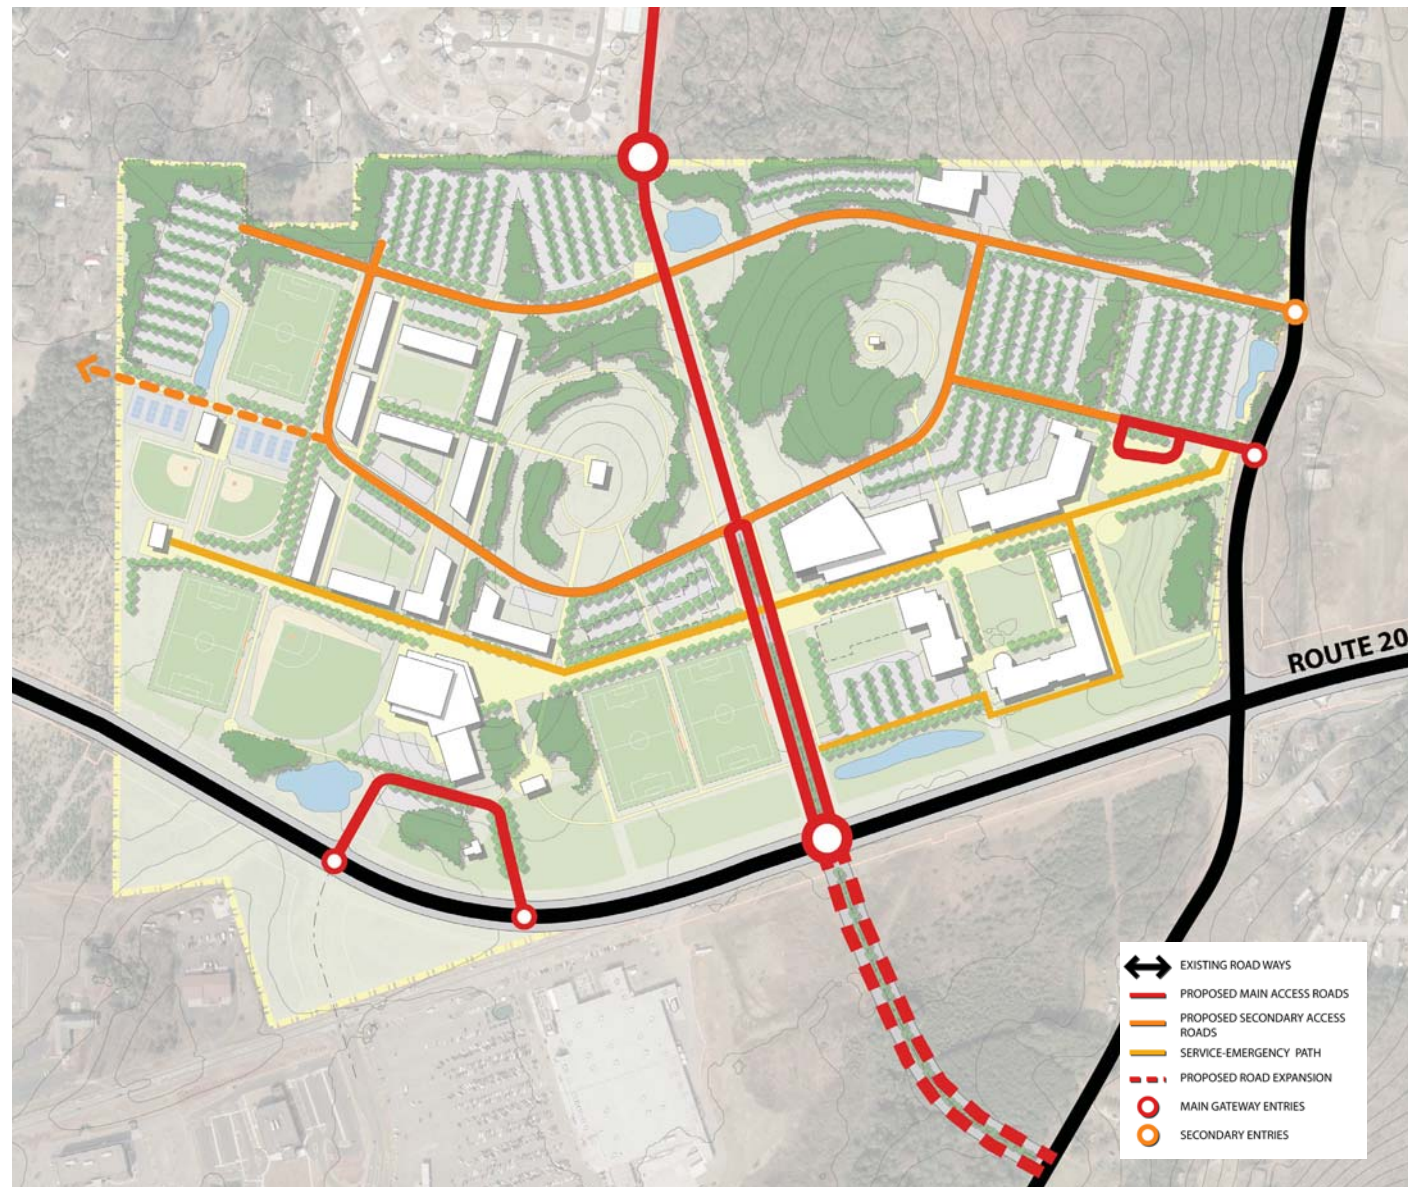 ROUTE 20
EXISTING ROAD WAYS
PROPOSED MAIN ACCESS ROADS
PROPOSED SECONDARY ACCESS
ROADS
SERVICE-EMERGENCY PATH
PROPOSED ROAD EXPANSION
MAIN GATEWAY ENTRIES
SECONDARY ENTRIES